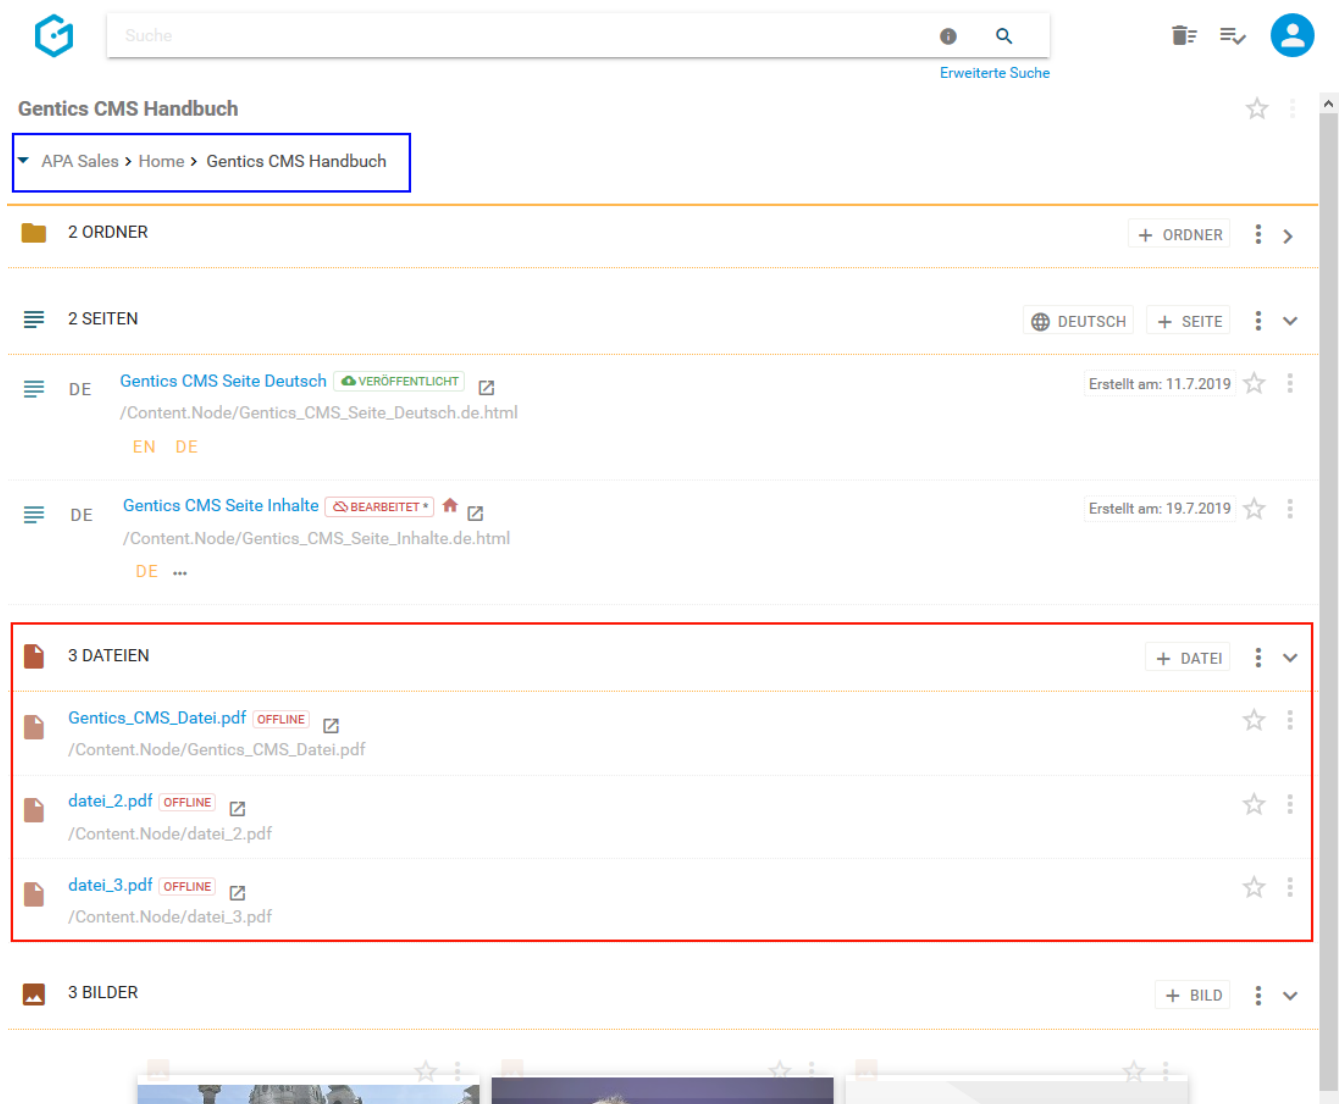 Suche
Erweiterte Suche
Gentics CMS Handbuch
APA Sales > Home > Gentics CMS Handbuch
2 ORDNER
+ ORDNER
2 SEITEN
DEUTSCH
+ SEITE
DE Gentics CMS Seite Deutsch VERÖFFENTLICHT Erstellt am: 11.7.2019
/Content.Node/Gentics_CMS_Seite_Deutsch.de.html
EN DE
DE Gentics CMS Seite Inhalte BEARBEITET * Erstellt am: 19.7.2019
/Content.Node/Gentics_CMS_Seite_Inhalte.de.html
DE ...
3 DATEIEN
+ DATEI
Gentics_CMS_Datei.pdf OFFLINE
/Content.Node/Gentics_CMS_Datei.pdf
datei_2.pdf OFFLINE
/Content.Node/datei_2.pdf
datei_3.pdf OFFLINE
/Content.Node/datei_3.pdf
3 BILDER
+ BILD